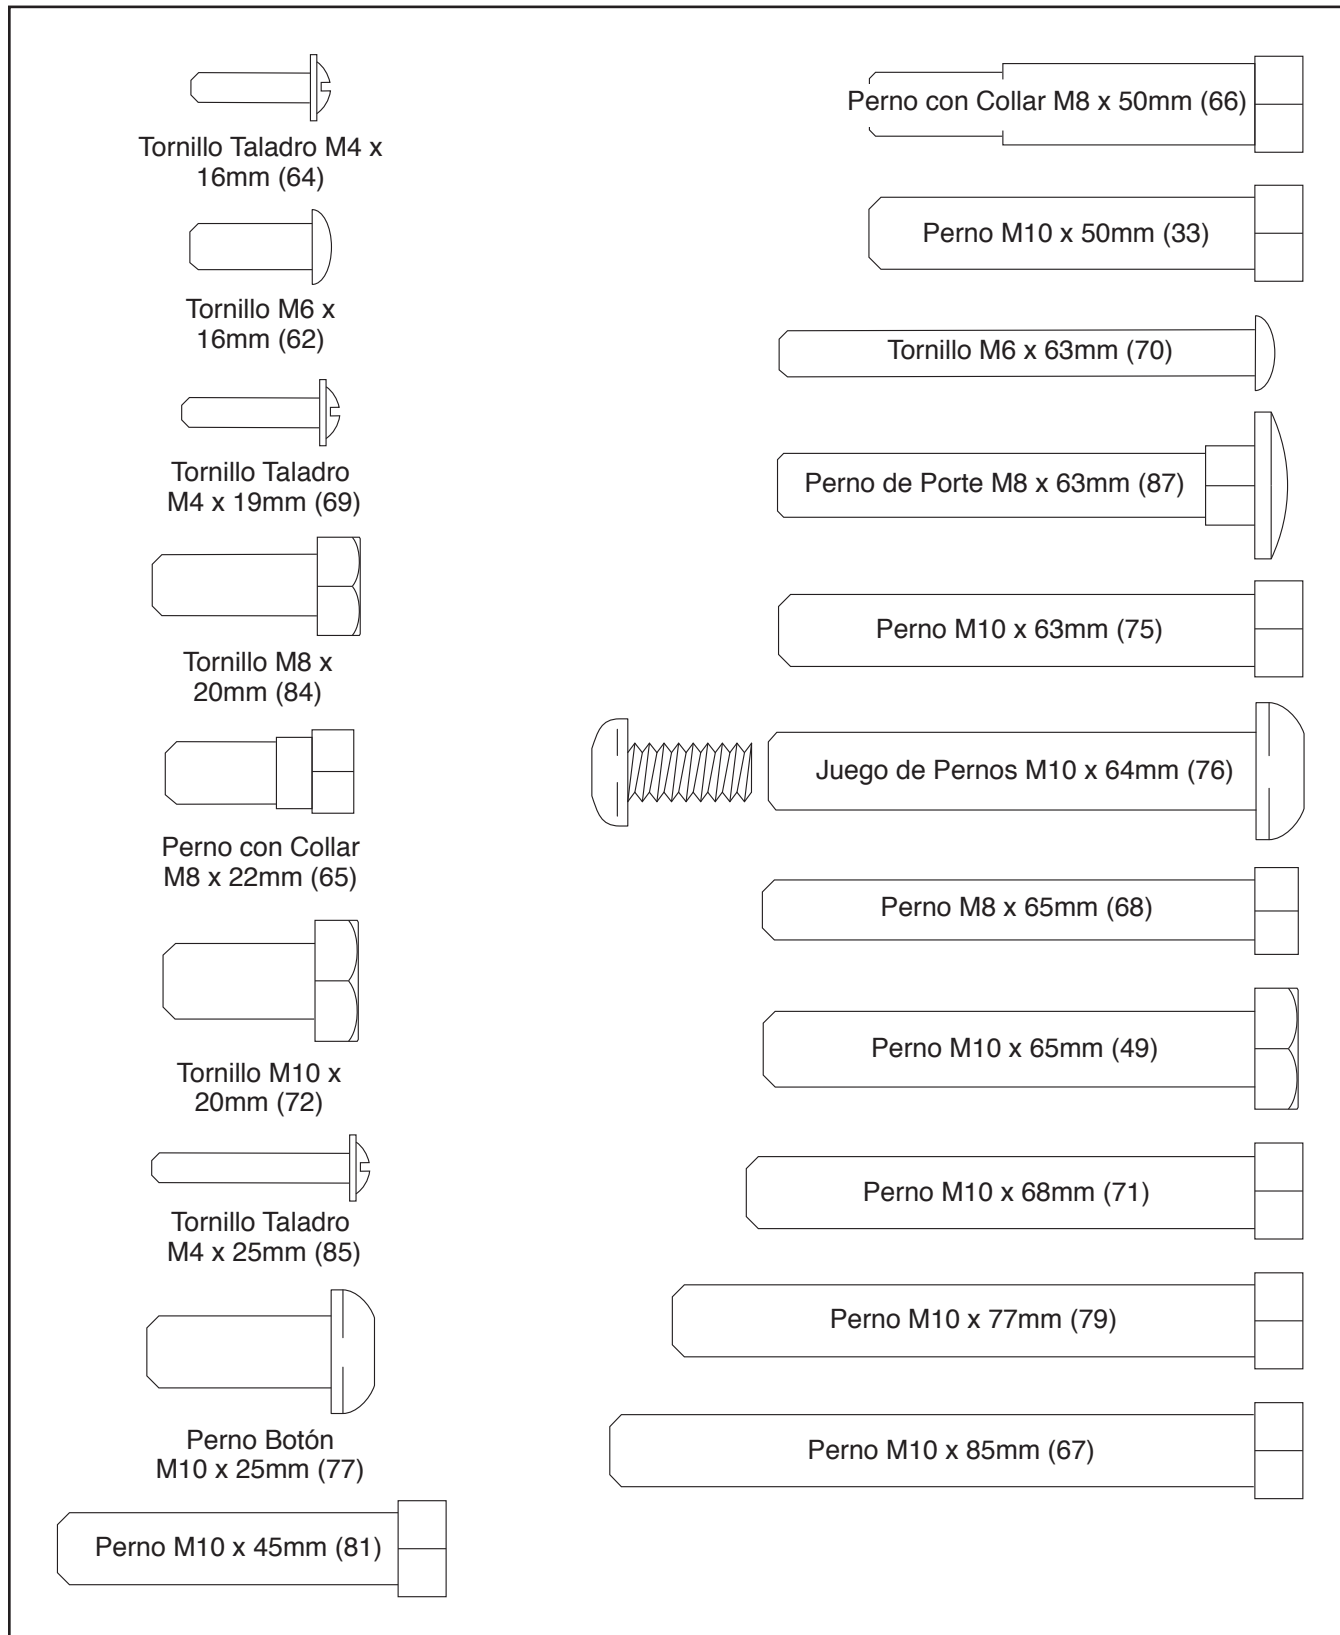 Tornillo Taladro M4 x
16mm (64)
Tornillo M6 x
16mm (62)
Tornillo Taladro
M4 x 19mm (69)
Tornillo M8 x
20mm (84)
Perno con Collar
M8 x 22mm (65)
Tornillo M10 x
20mm (72)
Tornillo Taladro
M4 x 25mm (85)
Perno Botón
M10 x 25mm (77)
Perno M10 x 45mm (81)
Perno con Collar M8 x 50mm (66)
Perno M10 x 50mm (33)
Tornillo M6 x 63mm (70)
Perno de Porte M8 x 63mm (87)
Perno M10 x 63mm (75)
Juego de Pernos M10 x 64mm (76)
Perno M8 x 65mm (68)
Perno M10 x 65mm (49)
Perno M10 x 68mm (71)
Perno M10 x 77mm (79)
Perno M10 x 85mm (67)